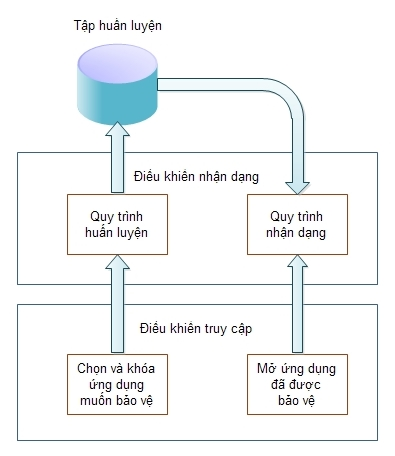 Tập huấn luyện
Điều khiển nhận dạng
Quy trình
huấn luyện
Quy trình
nhận dạng
Điều khiển truy cập
Chọn và khóa
ứng dụng
muốn bảo vệ
Mở ứng dụng
đã được
bảo vệ